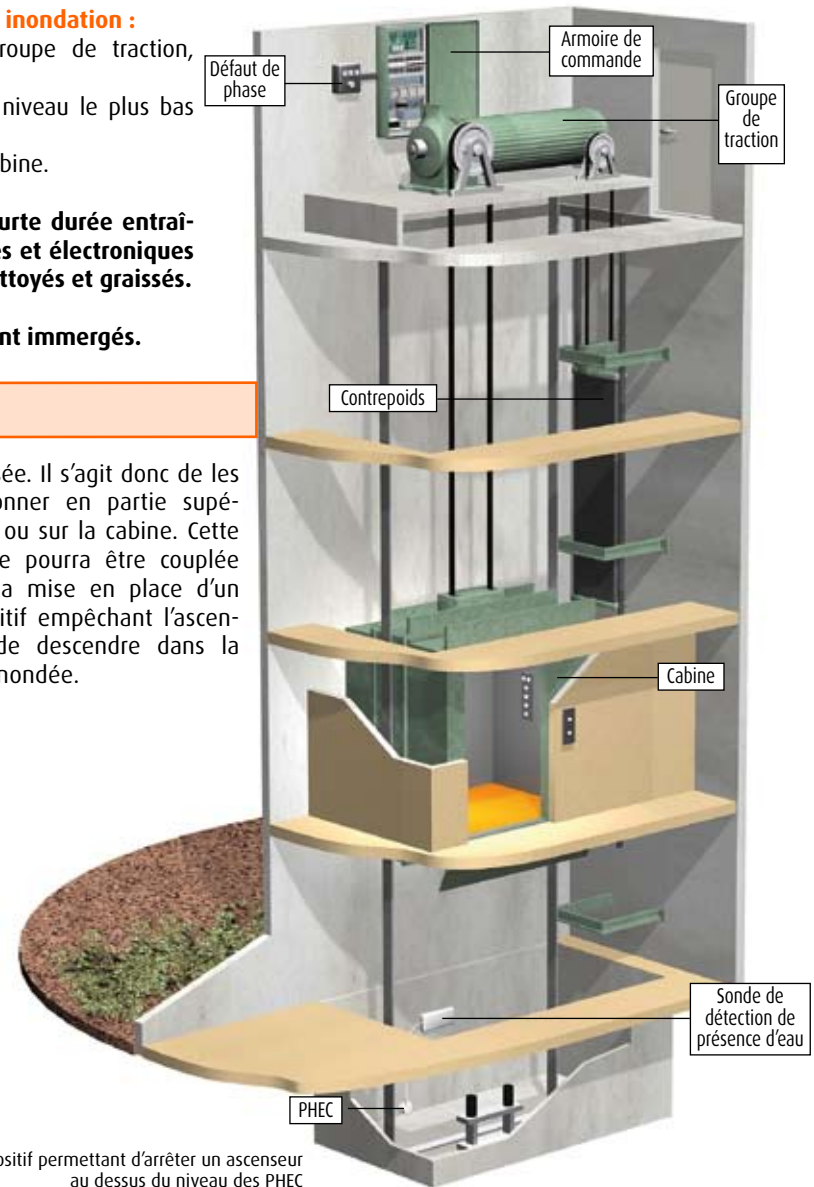 inondation :
roupe de traction,
niveau le plus bas
bine.
urte durée entraî-
es et électroniques
ttoyés et graissés.
nt immergés.
sée. Il s’agit donc de les
onner en partie supé-
ou sur la cabine. Cette
e pourra être couplée
a mise en place d’un
itif empêchant l’ascen-
de descendre dans la
nondée.
Défaut de
phase
Armoire de
commande
Groupe
de
traction
Contrepoids
Cabine
Sonde de
détection de
présence d’eau
PHEC
ositif permettant d’arrêter un ascenseur
au dessus du niveau des PHEC